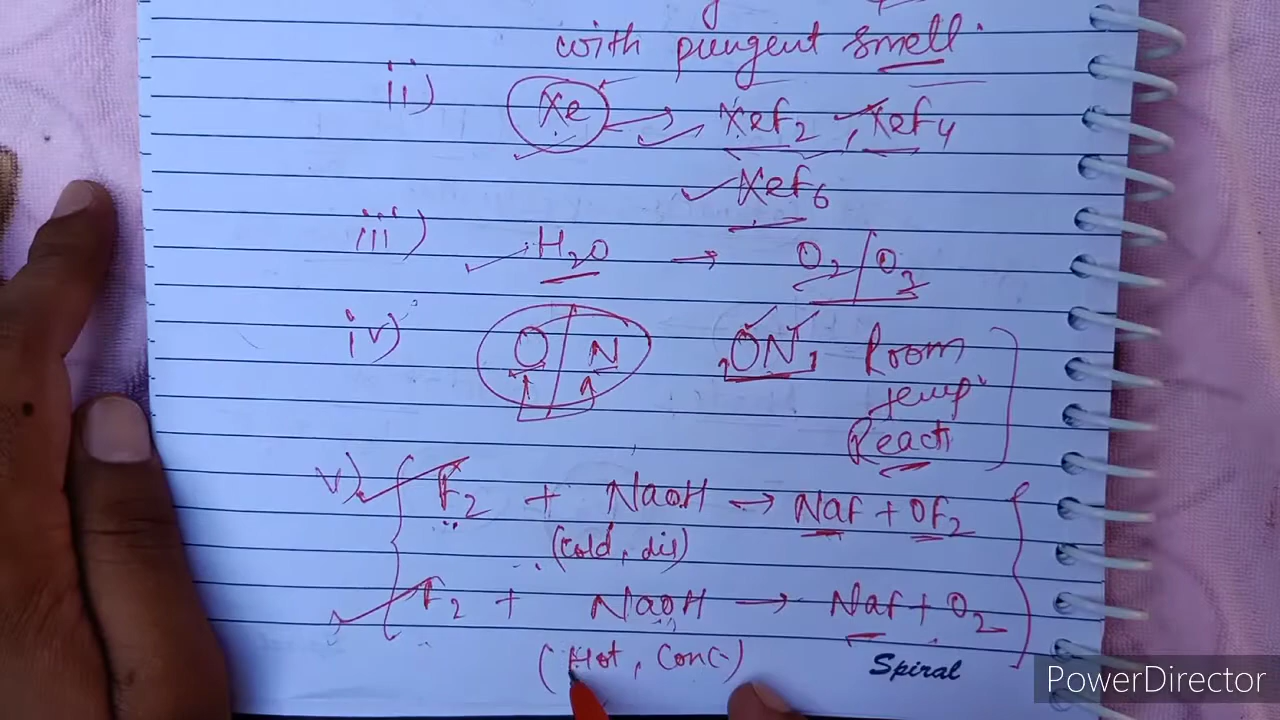 with pungent smell.
ii) Xe → XeF2, XeF4
XeF6
iii) H2O → O2/O3
iv) O/N ON Room
temp
React
v) F2 + NaOH → NaF + OF2
(Cold, dil)
F2 + NaOH → NaF + O2
(Hot, Conc)
Spiral
PowerDirector